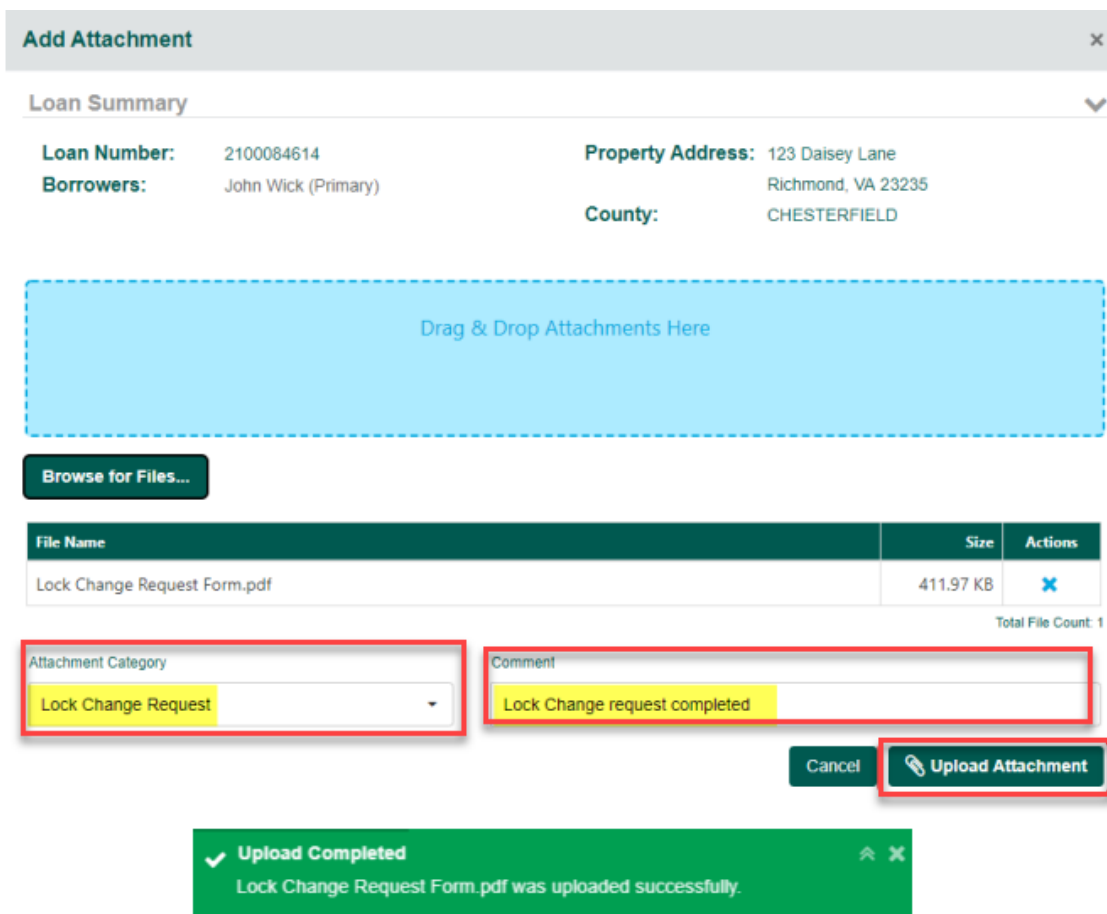 Add Attachment
Loan Summary
Loan Number: 2100084614
Property Address: 123 Daisey Lane
Borrowers: John Wick (Primary)
Richmond, VA 23235
County: CHESTERFIELD
Drag & Drop Attachments Here
Browse for Files...
File Name Size Actions
Lock Change Request Form.pdf 411.97 KB
Total File Count: 1
Attachment Category Comment
Lock Change Request Lock Change request completed
Cancel Upload Attachment
Upload Completed
Lock Change Request Form.pdf was uploaded successfully.